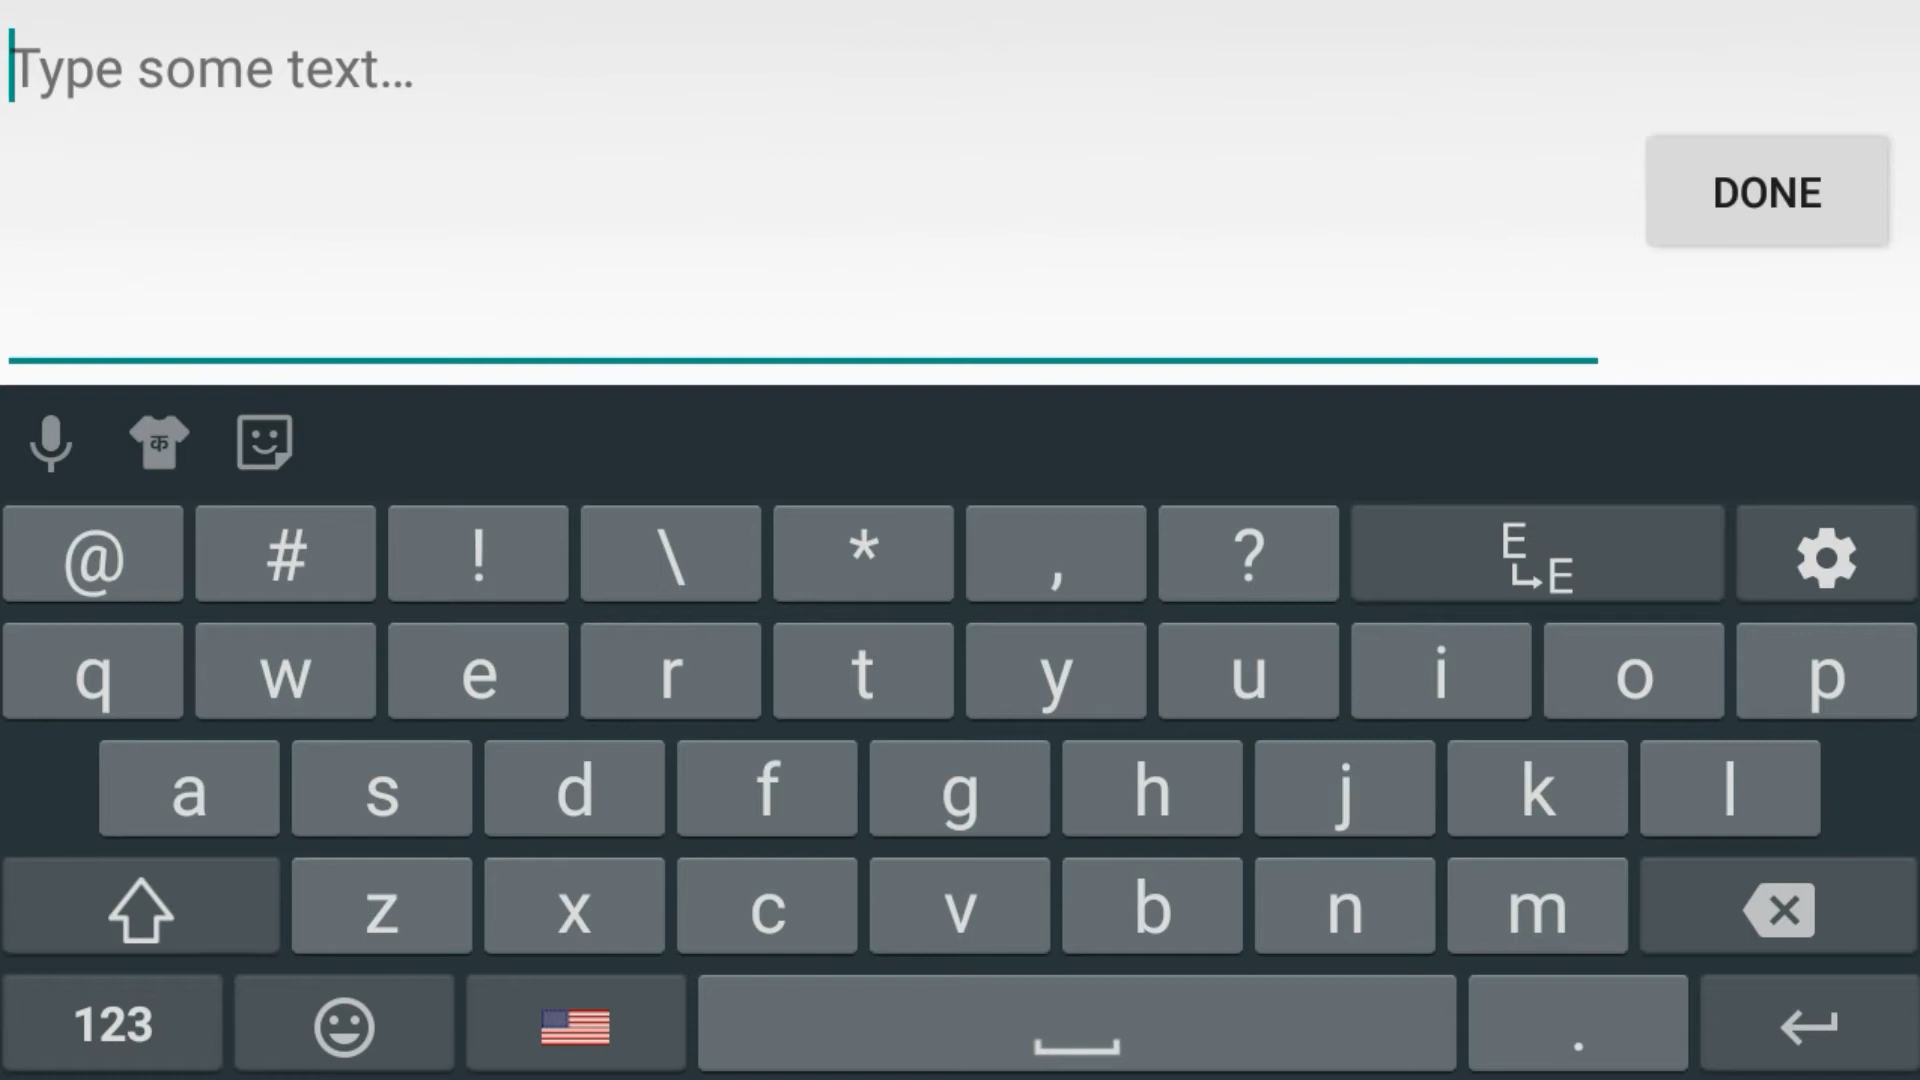 Type some text...
DONE
क
@ # ! \ * , ? E
E
q w e r t y u i o p
a s d f g h j k l
z x c v b n m
123 .